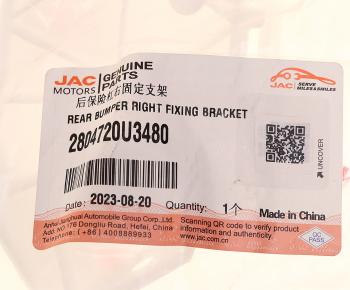 JAC MOTORS
GENUINE PARTS
JAC SERVE MILES&SMILES
后保险杠右固定支架
REAR BUMPER RIGHT FIXING BRACKET
2804720U3480
UNCOVER
Date: 2023-08-20 Quantity: 1个 Made in China
Anhui Jianghuai Automobile Group Corp.,Ltd.
Add:NO.176 Dongliu Road, Hefei, China
Telephone: (+86) 4008889933
Scanning QR code to verify product
information and authenticity.
www.jac.com.cn
QC
PASS